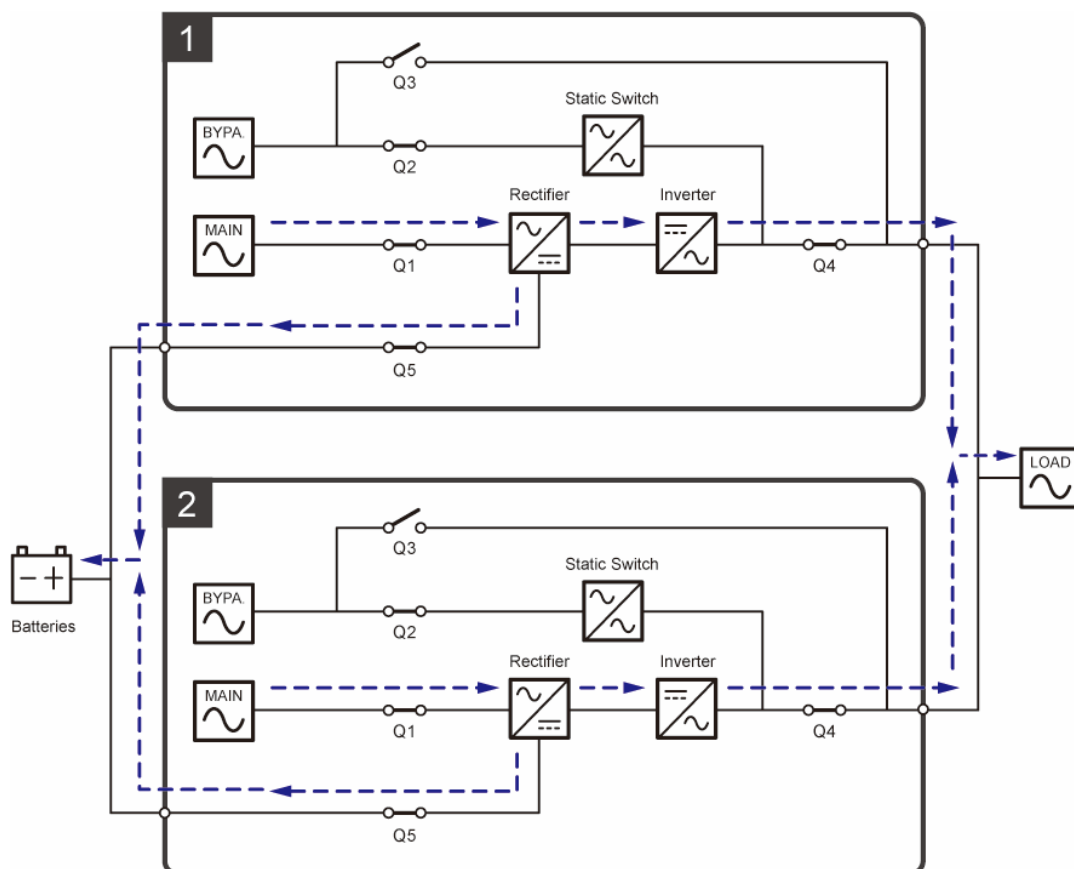 1
Q3
Static Switch
BYPA.
Q2
Rectifier
Inverter
MAIN
Q1
Q4
Q5
LOAD
2
Q3
Static Switch
BYPA.
Q2
Batteries
Rectifier
Inverter
MAIN
Q1
Q4
Q5